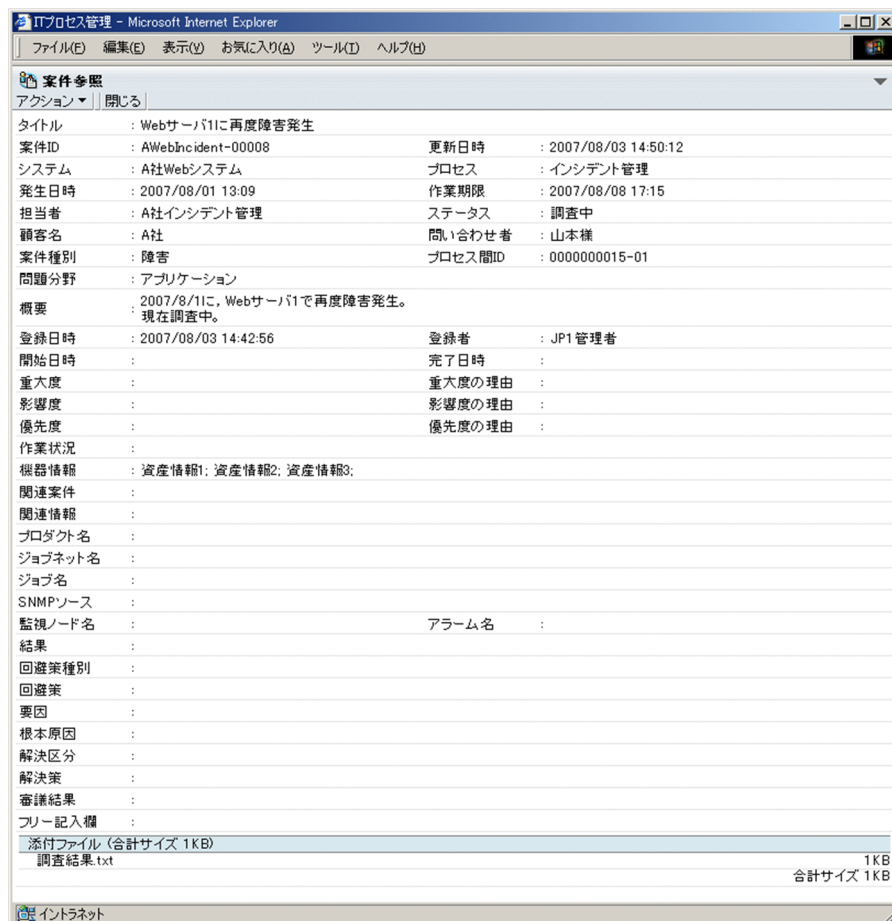 ITプロセス管理 - Microsoft Internet Explorer
ファイル(F) 編集(E) 表示(V) お気に入り(A) ツール(T) ヘルプ(H)
案件参照
アクション▼ 閉じる
タイトル : Webサーバ1に再度障害発生
案件ID : AWebIncident-00008 更新日時 : 2007/08/03 14:50:12
システム : A社Webシステム プロセス : インシデント管理
発生日時 : 2007/08/01 13:09 作業期限 : 2007/08/08 17:15
担当者 : A社インシデント管理 ステータス : 調査中
顧客名 : A社 問い合わせ者 : 山本様
案件種別 : 障害 プロセス間ID : 0000000015-01
問題分野 : アプリケーション
概要 : 2007/8/1に，Webサーバ1で再度障害発生。
現在調査中。
登録日時 : 2007/08/03 14:42:56 登録者 : JP1管理者
開始日時 : 完了日時 :
重大度 : 重大度の理由 :
影響度 : 影響度の理由 :
優先度 : 優先度の理由 :
作業状況 :
機器情報 : 資産情報1; 資産情報2; 資産情報3;
関連案件 :
関連情報 :
プロダクト名 :
ジョブネット名 :
ジョブ名 :
SNMPソース :
監視ノード名 : アラーム名 :
結果 :
回避策種別 :
回避策 :
要因 :
根本原因 :
解決区分 :
解決策 :
審議結果 :
フリー記入欄 :
添付ファイル (合計サイズ 1KB)
調査結果.txt 1KB
合計サイズ 1KB
イントラネット